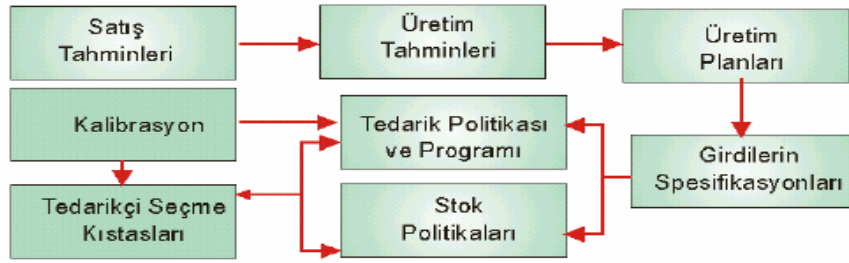 Satış
Tahminleri
Üretim
Tahminleri
Üretim
Planları
Kalibrasyon
Tedarik Politikası
ve Programı
Girdilerin
Spesifikasyonları
Tedarikçi Seçme
Kıstasları
Stok
Politikaları